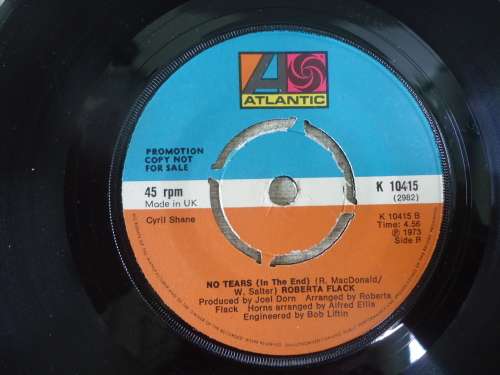 ATLANTIC
PROMOTION
COPY NOT
FOR SALE
45 rpm
Made in UK
Cyril Shane
K 10415
(2982)
K 10415 B
Time: 4.56
℗ 1973
Side B
NO TEARS (In The End) (R. MacDonald/
W. Salter) ROBERTA FLACK
Produced by Joel Dorn Arranged by Roberta
Flack Horns arranged by Alfred Ellis
Engineered by Bob Liftin